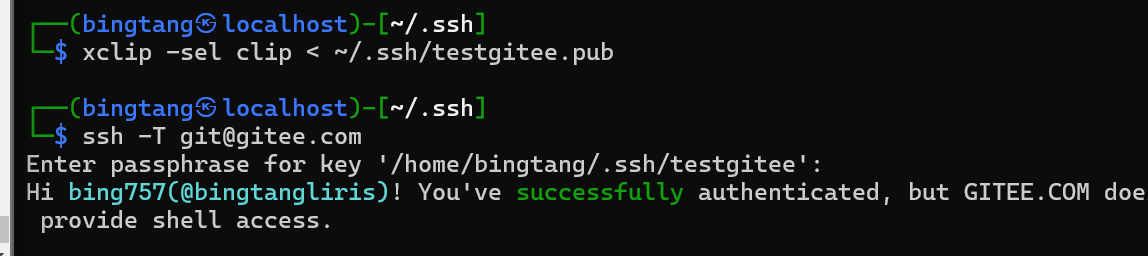 ┌──(bingtang㉿localhost)-[~/.ssh]
└─$ xclip -sel clip < ~/.ssh/testgitee.pub
┌──(bingtang㉿localhost)-[~/.ssh]
└─$ ssh -T git@gitee.com
Enter passphrase for key '/home/bingtang/.ssh/testgitee':
Hi bing757(@bingtangliris)! You've successfully authenticated, but GITEE.COM doe
provide shell access.